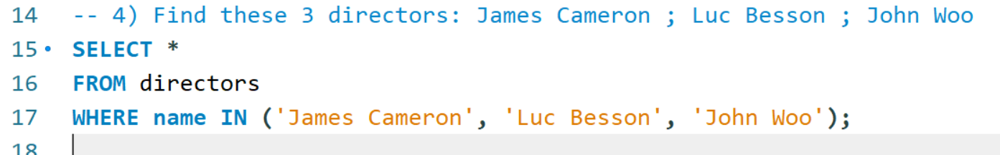 14 -- 4) Find these 3 directors: James Cameron ; Luc Besson ; John Woo
15 SELECT *
16 FROM directors
17 WHERE name IN ('James Cameron', 'Luc Besson', 'John Woo');
18